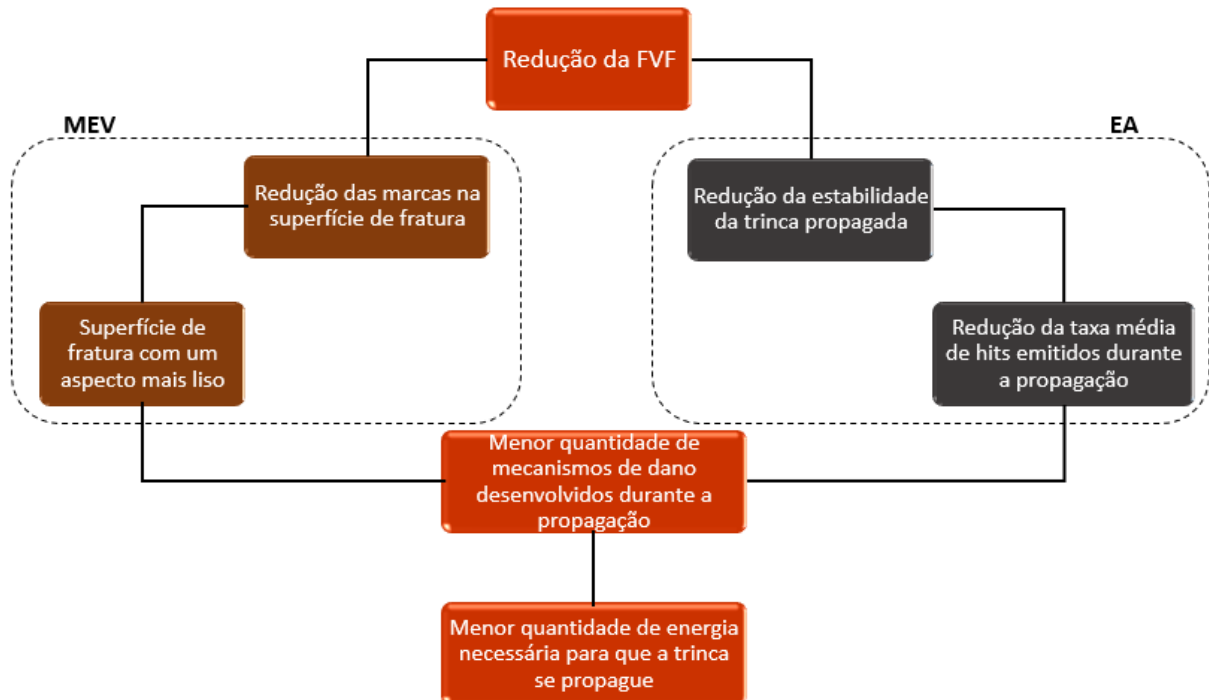 Redução da FVF
MEV
EA
Redução das marcas na
superfície de fratura
Redução da estabilidade
da trinca propagada
Superfície de
fratura com um
aspecto mais liso
Redução da taxa média
de hits emitidos durante
a propagação
Menor quantidade de
mecanismos de dano
desenvolvidos durante a
propagação
Menor quantidade de energia
necessária para que a trinca
se propague